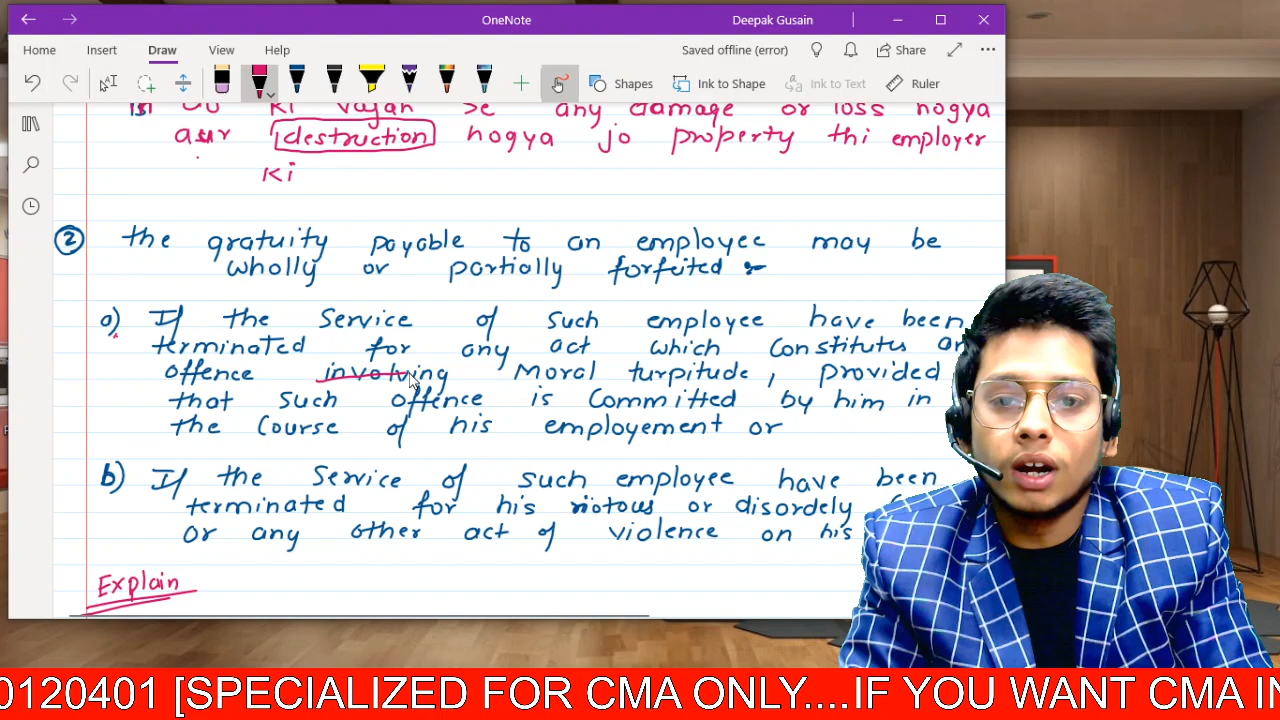 OneNote
Deepak Gusain
Home Insert Draw View Help
Saved offline (error)
Share
Shapes
Ink to Shape
Ink to Text
Ruler
ki vajah se any damage or loss hogya
aur destruction hogya jo property thi employer
ki
② the gratuity payable to an employee may be
wholly or partially forfited
a) If the Service of such employee have been
terminated for any act which Constituts an
offence involving Moral turpitude, provided
that such offence is Committed by him in
the Course of his employement or
b) If the Service of such employee have been
terminated for his riotous or disordely
Or any other act of violence on his
Explain
0120401 [SPECIALIZED FOR CMA ONLY....IF YOU WANT CMA IN